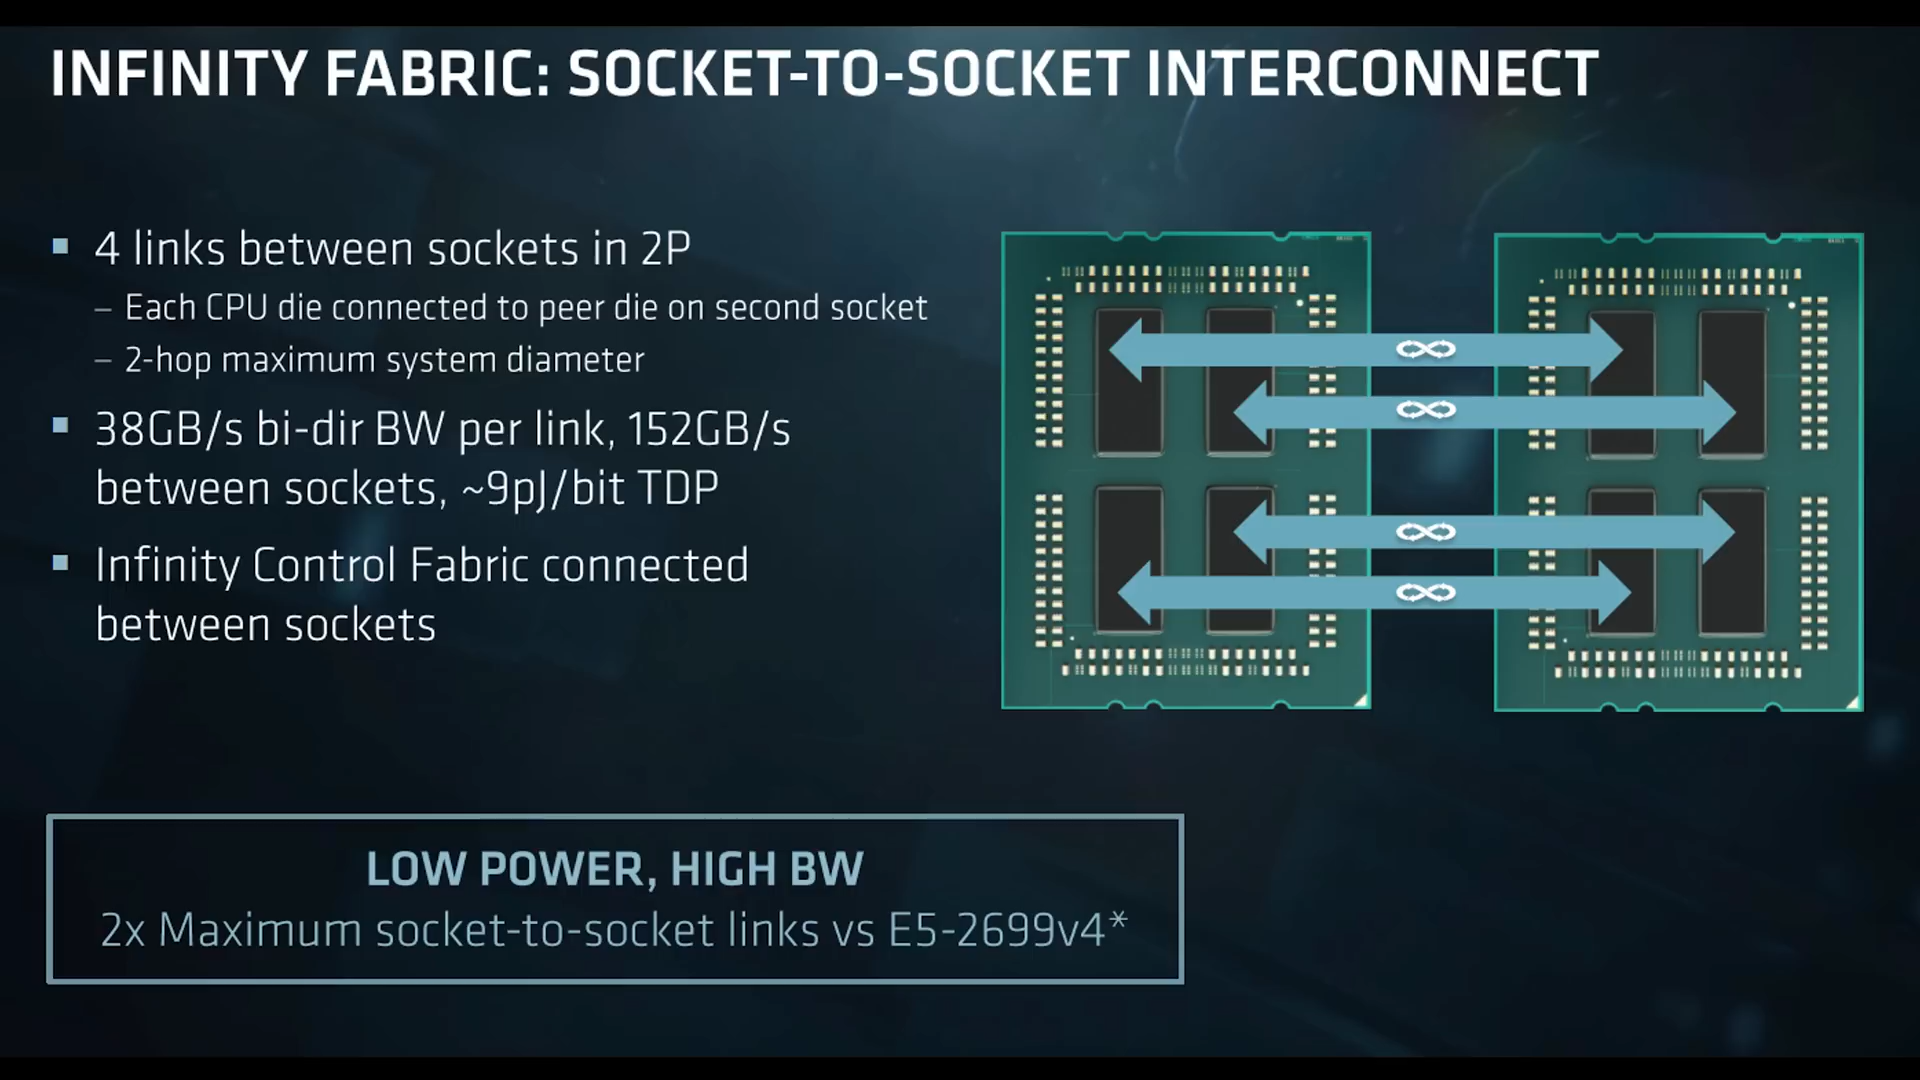 INFINITY FABRIC: SOCKET-TO-SOCKET INTERCONNECT
▪ 4 links between sockets in 2P
– Each CPU die connected to peer die on second socket
– 2-hop maximum system diameter
▪ 38GB/s bi-dir BW per link, 152GB/s
between sockets, ~9pJ/bit TDP
▪ Infinity Control Fabric connected
between sockets
LOW POWER, HIGH BW
2x Maximum socket-to-socket links vs E5-2699v4*